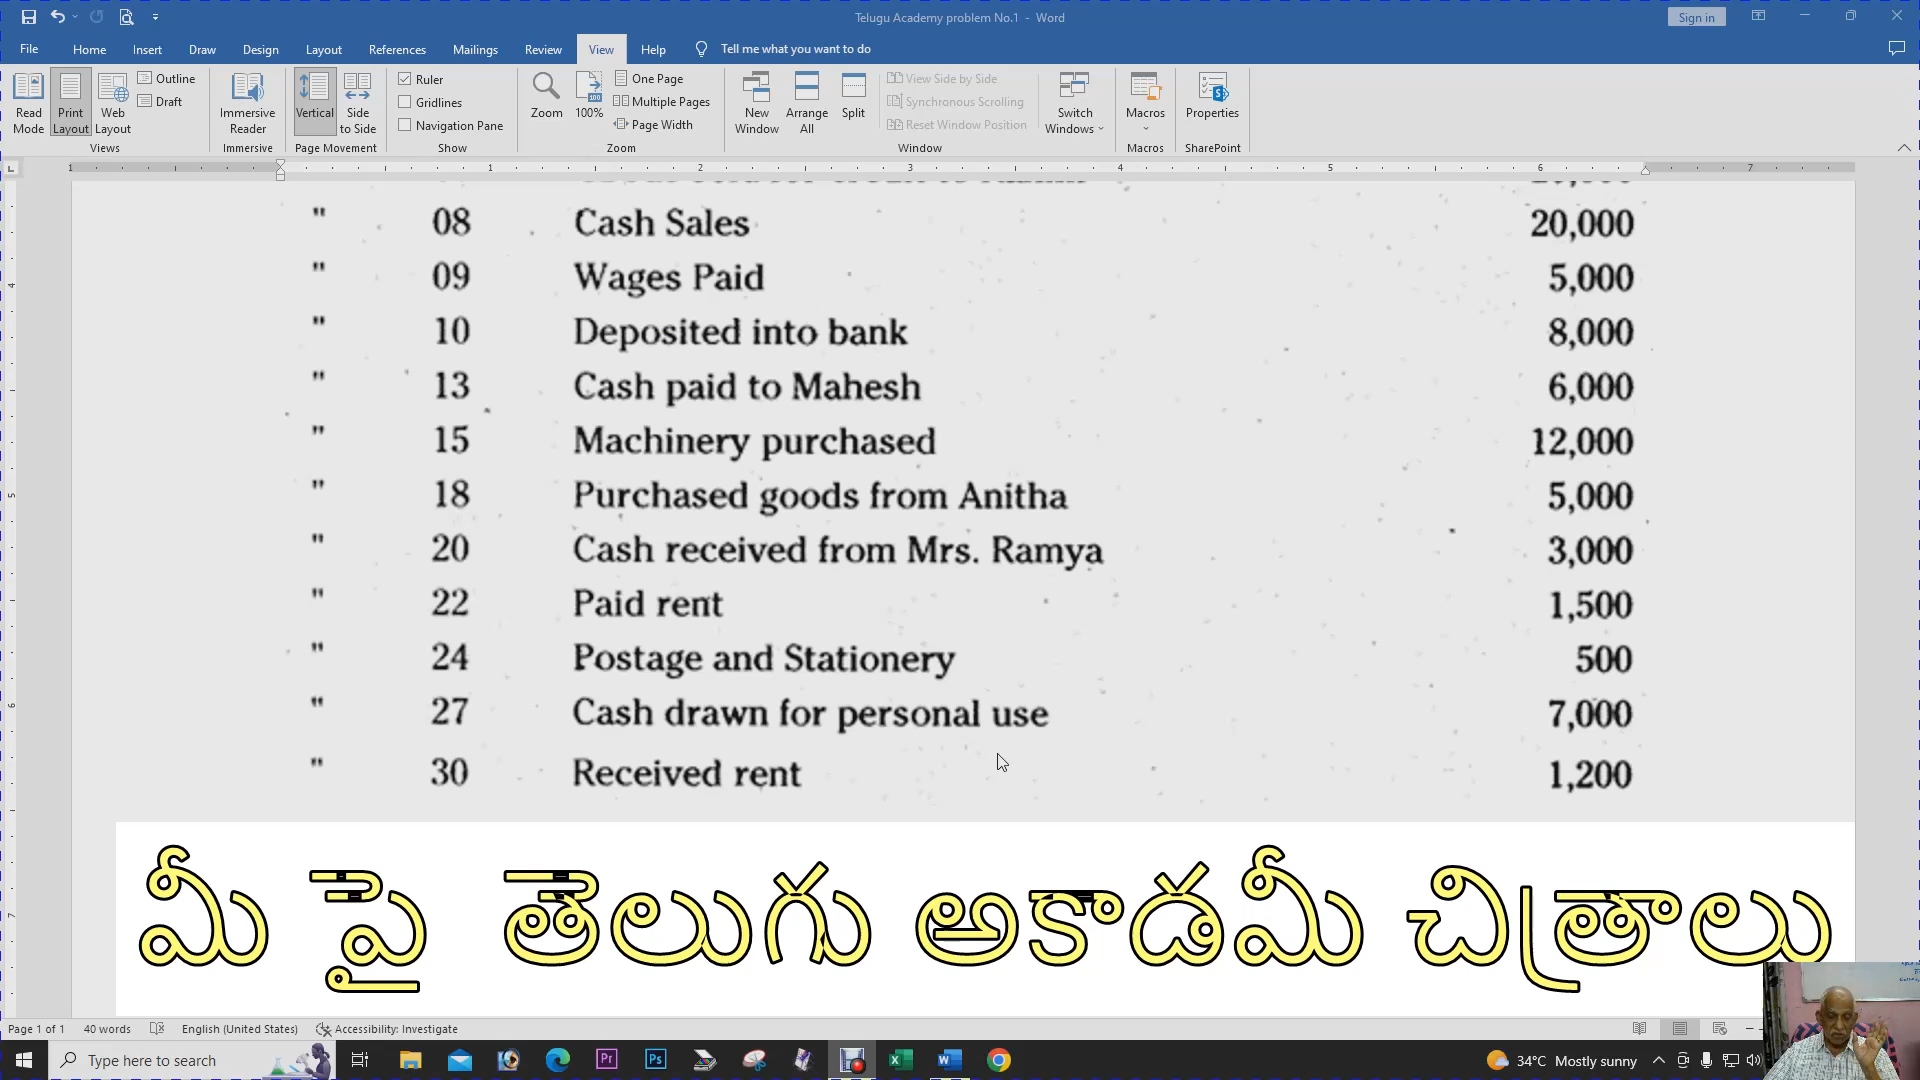 Telugu Academy problem No.1 - Word
Sign in
File Home Insert Draw Design Layout References Mailings Review View Help Tell me what you want to do
Read Mode
Print Layout
Web Layout
Outline
Draft
Views
Immersive Reader
Immersive
Vertical
Side to Side
Page Movement
Ruler
Gridlines
Navigation Pane
Show
Zoom
100%
One Page
Multiple Pages
Page Width
Zoom
New Window
Arrange All
Split
View Side by Side
Synchronous Scrolling
Reset Window Position
Switch Windows
Window
Macros
Macros
Properties
SharePoint
1 1 2 3 4 5 6 7
" 08 Cash Sales 20,000
" 09 Wages Paid 5,000
" 10 Deposited into bank 8,000
" 13 Cash paid to Mahesh 6,000
" 15 Machinery purchased 12,000
" 18 Purchased goods from Anitha 5,000
" 20 Cash received from Mrs. Ramya 3,000
" 22 Paid rent 1,500
" 24 Postage and Stationery 500
" 27 Cash drawn for personal use 7,000
" 30 Received rent 1,200
మీ పై తెలుగు అకాడమీ చిత్రాలు
Page 1 of 1 40 words English (United States) Accessibility: Investigate
Type here to search
34°C Mostly sunny